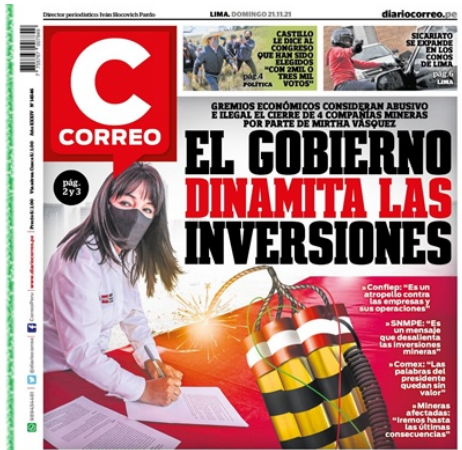 Director periodístico: Iván Slocovich Pardo
LIMA. DOMINGO 21.11.21
diariocorreo.pe
C
CORREO
CASTILLO
LE DICE AL
CONGRESO
QUE HAN SIDO
ELEGIDOS
“CON 2MIL O
TRES MIL
VOTOS”
pág.4
POLÍTICA
SICARIATO
SE EXPANDE
EN LOS
CONOS
DE LIMA
pág.6
LIMA
GREMIOS ECONÓMICOS CONSIDERAN ABUSIVO
E ILEGAL EL CIERRE DE 4 COMPAÑÍAS MINERAS
POR PARTE DE MIRTHA VÁSQUEZ
EL GOBIERNO
DINAMITA LAS
INVERSIONES
pág.
2 y 3
» Confiep: “Es un
atropello contra
las empresas y
sus operaciones”
» SNMPE: “Es
un mensaje
que desalienta
las inversiones
mineras”
» Comex: “Las
palabras del
presidente
quedan sin
valor”
» Mineras
afectadas:
“Iremos hasta
las últimas
consecuencias”
www.diariocorreo.pe